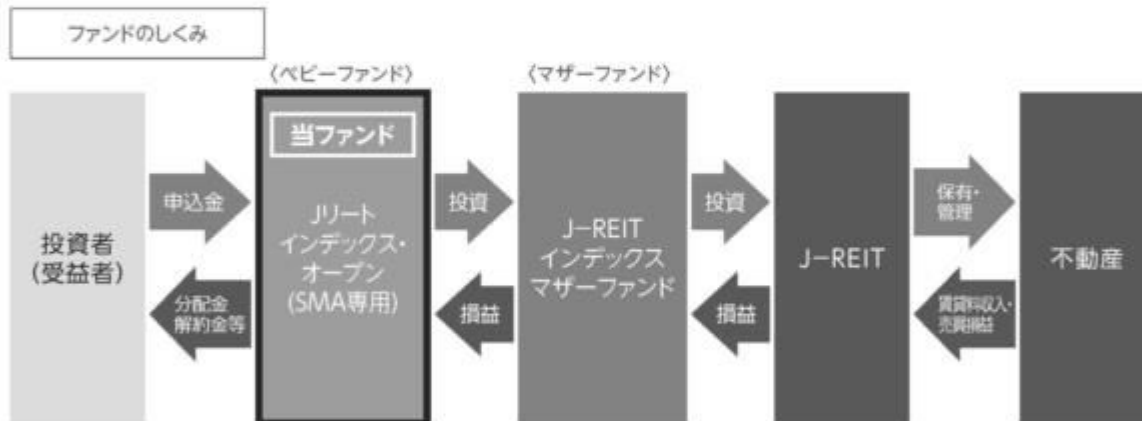 ファンドのしくみ
〈ベビーファンド〉
〈マザーファンド〉
投資者
(受益者)
申込金
分配金
解約金等
当ファンド
Jリート
インデックス・
オープン
(SMA専用)
投資
損益
J−REIT
インデックス
マザーファンド
投資
損益
J−REIT
保有・
管理
賃貸料収入・
売買損益
不動産